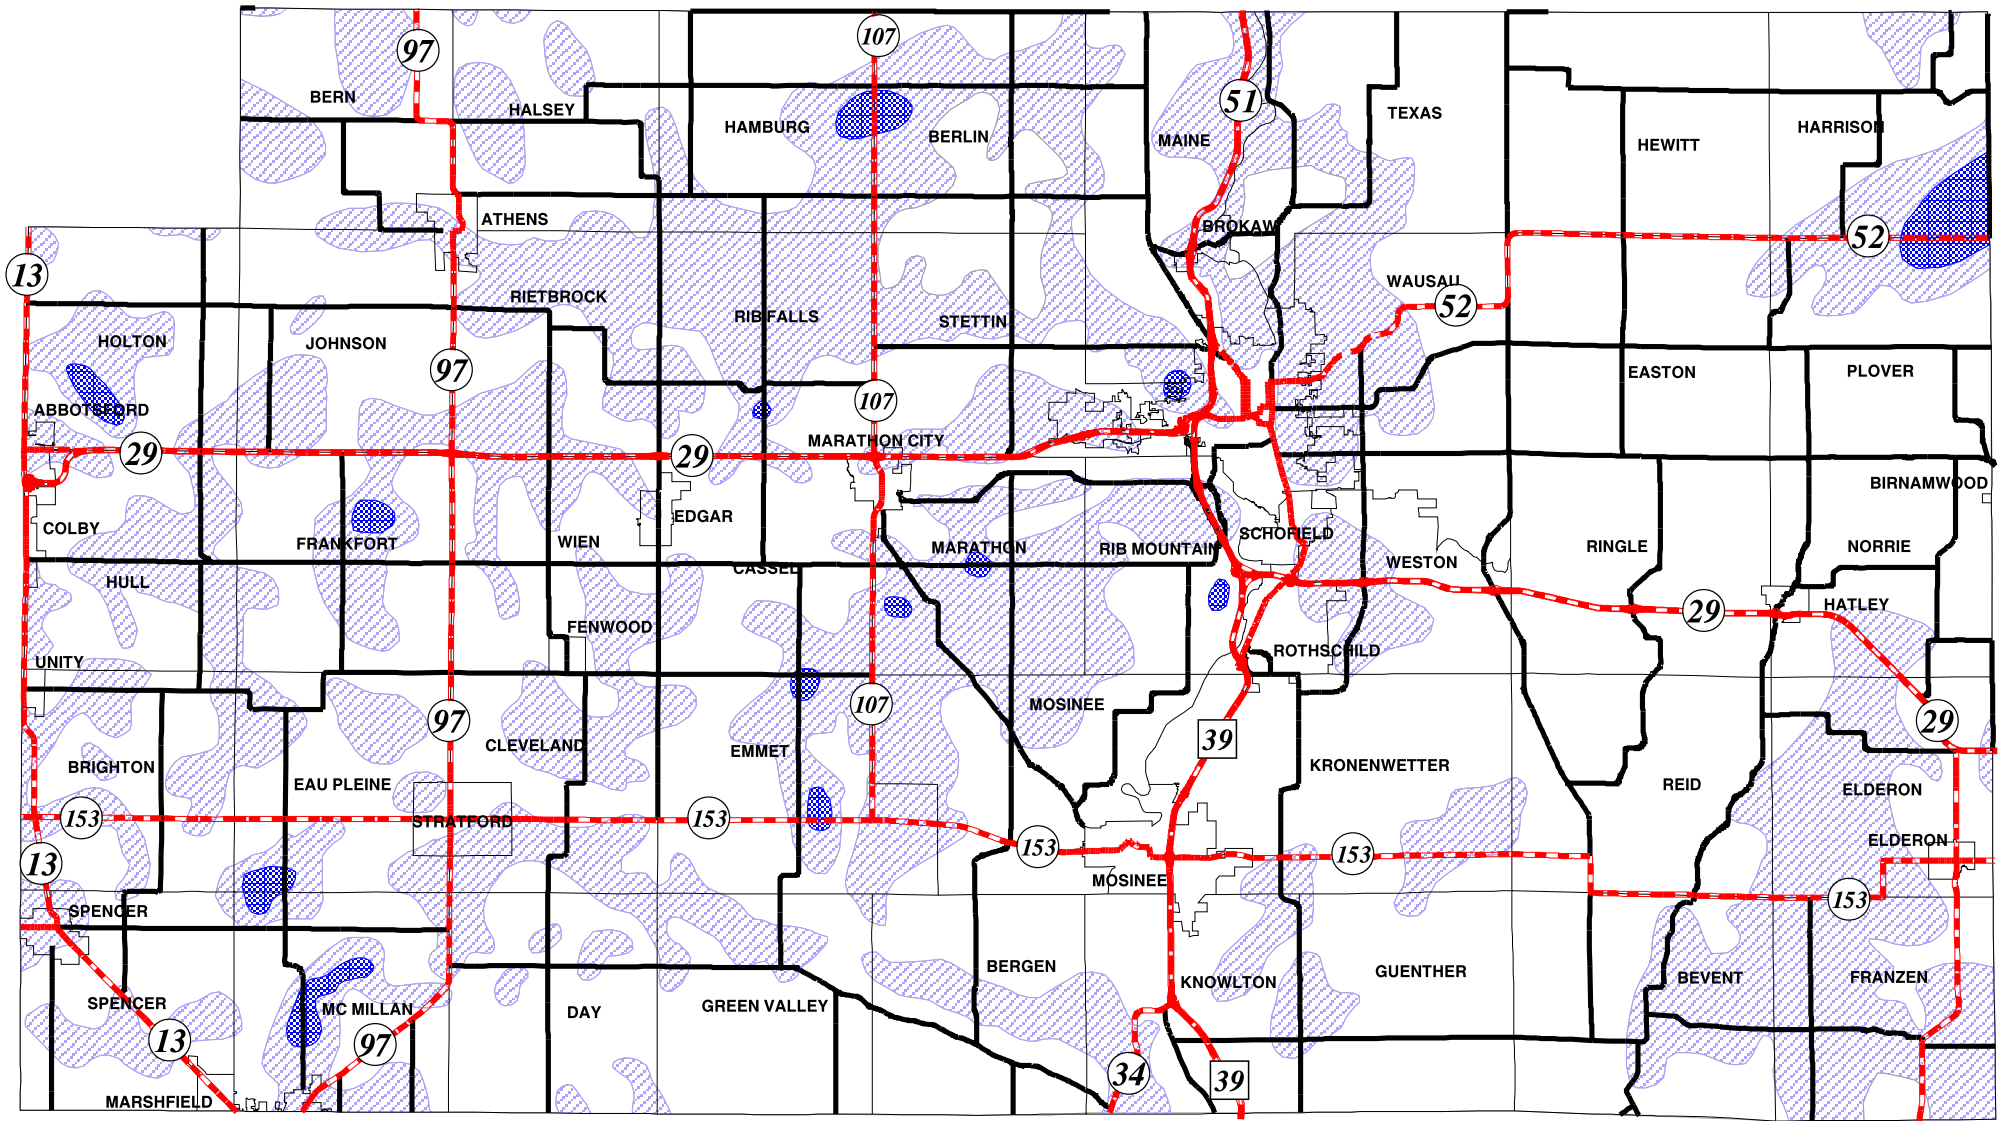 107
97
51
BERN
HALSEY
HAMBURG
BERLIN
MAINE
TEXAS
HEWITT
HARRISON
ATHENS
BROKAW
52
13
RIETBROCK
RIB FALLS
STETTIN
WAUSAU
52
HOLTON
JOHNSON
97
EASTON
PLOVER
ABBOTSFORD
107
29
29
MARATHON CITY
BIRNAMWOOD
COLBY
FRANKFORT
WIEN
EDGAR
MARATHON
RIB MOUNTAIN
SCHOFIELD
WESTON
RINGLE
NORRIE
HULL
CASSEL
29
HATLEY
FENWOOD
UNITY
ROTHSCHILD
97
107
MOSINEE
39
29
BRIGHTON
EAU PLEINE
CLEVELAND
EMMET
KRONENWETTER
REID
ELDERON
153
STRATFORD
153
153
153
ELDERON
13
MOSINEE
153
SPENCER
BERGEN
KNOWLTON
GUENTHER
BEVENT
FRANZEN
SPENCER
MC MILLAN
DAY
GREEN VALLEY
13
97
34
39
MARSHFIELD